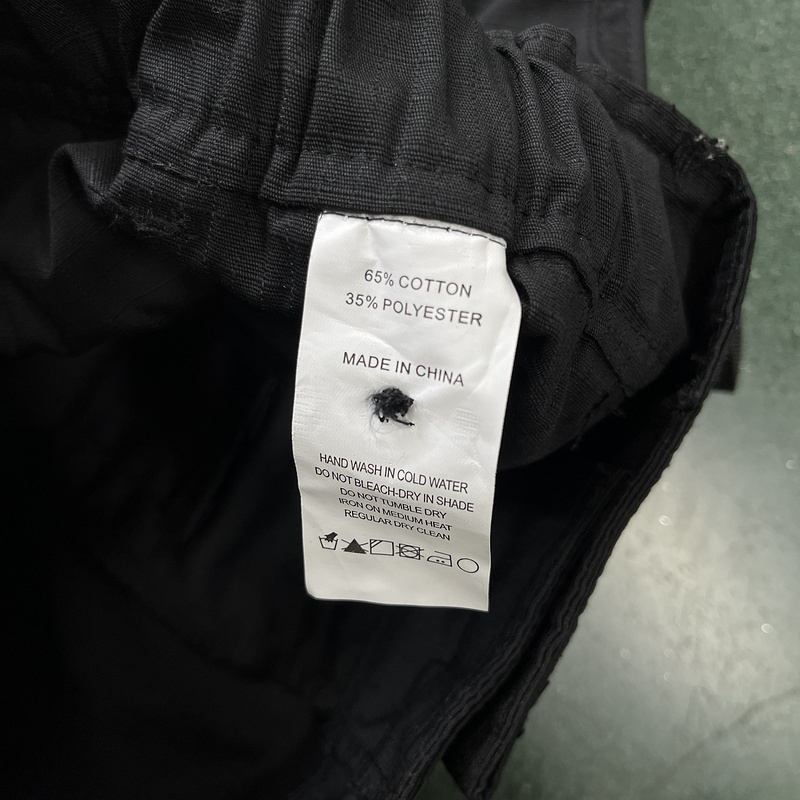 65% COTTON
35% POLYESTER
MADE IN CHINA
HAND WASH IN COLD WATER
DO NOT BLEACH-DRY IN SHADE
DO NOT TUMBLE DRY
IRON ON MEDIUM HEAT
REGULAR DRY CLEAN